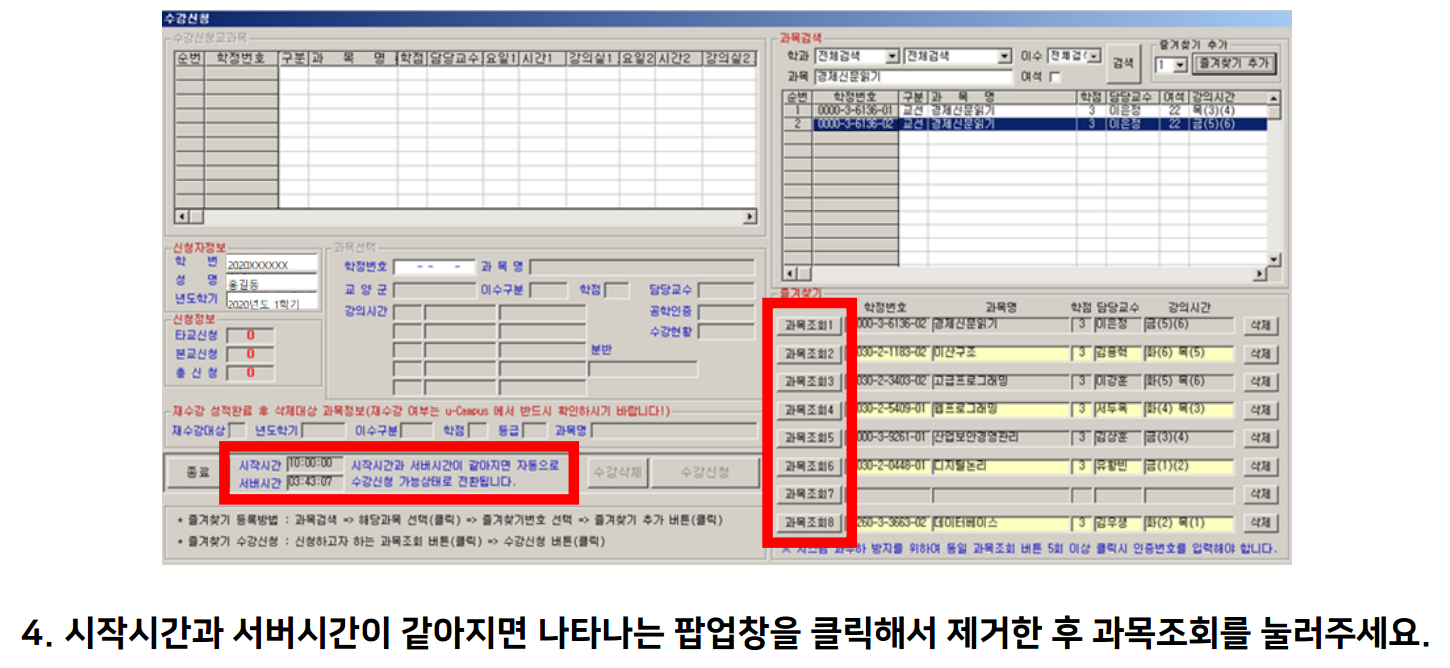 수강신청
수강신청교과목
순번 학정번호 구분 과 목 명 학점 담당교수 요일1 시간1 강의실1 요일2 시간2 강의실2
신청자정보
학 번 2020XXXXXX
성 명 홍길동
년도학기 2020년도 1학기
신청정보
타교신청 0
본교신청 0
총 신 청 0
과목선택
학정번호 -- - 과 목 명
교 양 군 이수구분 학점 담당교수
강의시간 공학인증
수강현황
분반
재수강 성적완료 후 삭제대상 과목정보(재수강 여부는 u-Campus 에서 반드시 확인하시기 바랍니다!)
재수강대상 년도학기 이수구분 학점 등급 과목명
종료 시작시간 10:00:00 시작시간과 서버시간이 같아지면 자동으로
서버시간 03:43:07 수강신청 가능상태로 전환됩니다.
수강삭제 수강신청
* 즐겨찾기 등록방법 : 과목검색 => 해당과목 선택(클릭) => 즐겨찾기번호 선택 => 즐겨찾기 추가 버튼(클릭)
* 즐겨찾기 수강신청 : 신청하고자 하는 과목조회 버튼(클릭) => 수강신청 버튼(클릭)
과목검색
학과 전체검색 전체검색 이수 전체검 검색
과목 경제신문읽기 여석
즐겨찾기 추가
1 즐겨찾기 추가
순번 학정번호 구분 과 목 명 학점 담당교수 여석 강의시간
1 0000-3-6136-01 교선 경제신문읽기 3 이은정 22 목(3)(4)
2 0000-3-6136-02 교선 경제신문읽기 3 이은정 22 금(5)(6)
즐겨찾기
학정번호 과목명 학점 담당교수 강의시간
과목조회1 000-3-6136-02 경제신문읽기 3 이은정 금(5)(6) 삭제
과목조회2 030-2-1183-02 이산구조 3 김용혁 화(6) 목(5) 삭제
과목조회3 030-2-3403-02 고급프로그래밍 3 이강훈 화(5) 목(6) 삭제
과목조회4 030-2-5409-01 웹프로그래밍 3 서두옥 화(4) 목(3) 삭제
과목조회5 000-3-9261-01 산업보안경영관리 3 김상훈 금(3)(4) 삭제
과목조회6 030-2-0448-01 디지털논리 3 유황빈 금(1)(2) 삭제
과목조회7 삭제
과목조회8 260-3-3663-02 데이터베이스 3 김우생 화(2) 목(1) 삭제
※ 시스템 과부하 방지를 위하여 동일 과목조회 버튼 5회 이상 클릭시 인증번호를 입력해야 합니다.
4. 시작시간과 서버시간이 같아지면 나타나는 팝업창을 클릭해서 제거한 후 과목조회를 눌러주세요.